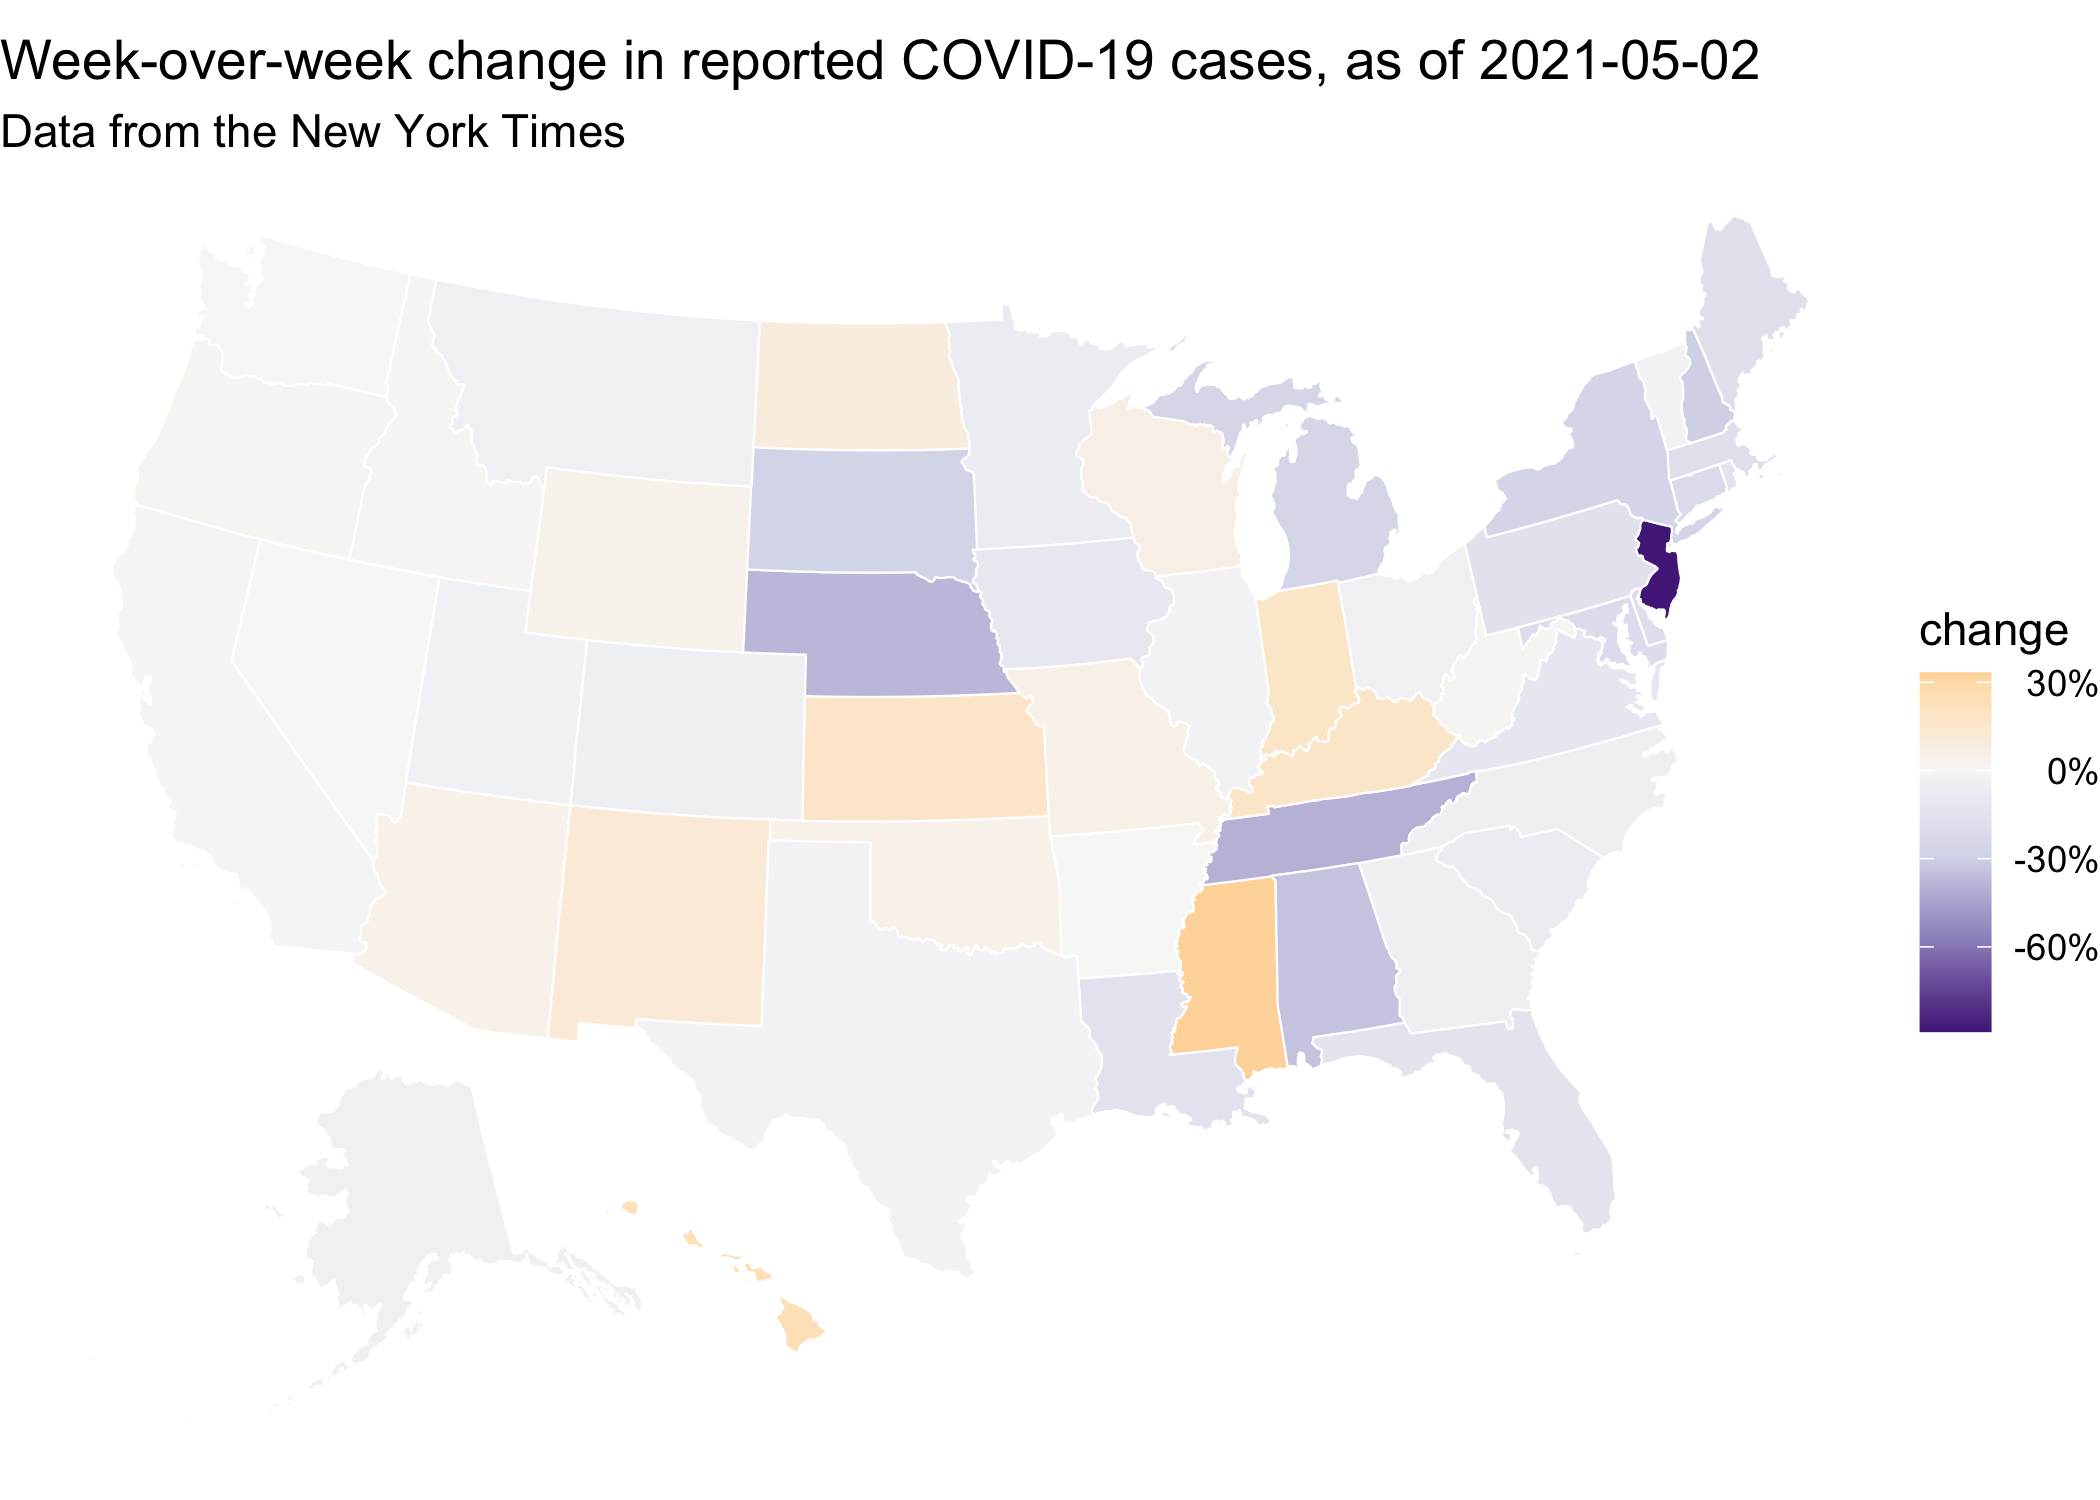 Week-over-week change in reported COVID-19 cases, as of 2021-05-02
Data from the New York Times
change
30%
0%
-30%
-60%